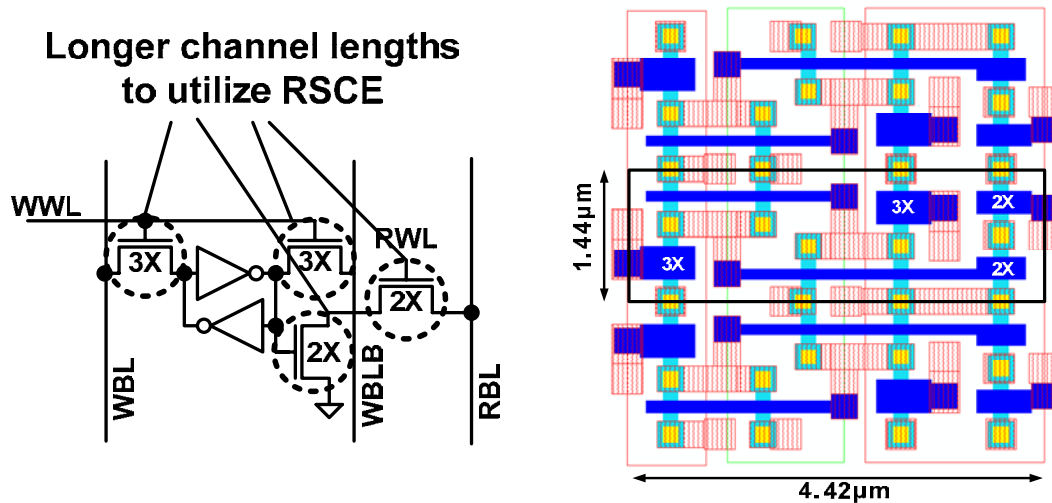 Longer channel lengths
to utilize RSCE
WWL
PWL
3X
3X
2X
2X
WBL
WBLB
RBL
1.44µm
3X
2X
3X
2X
4.42µm